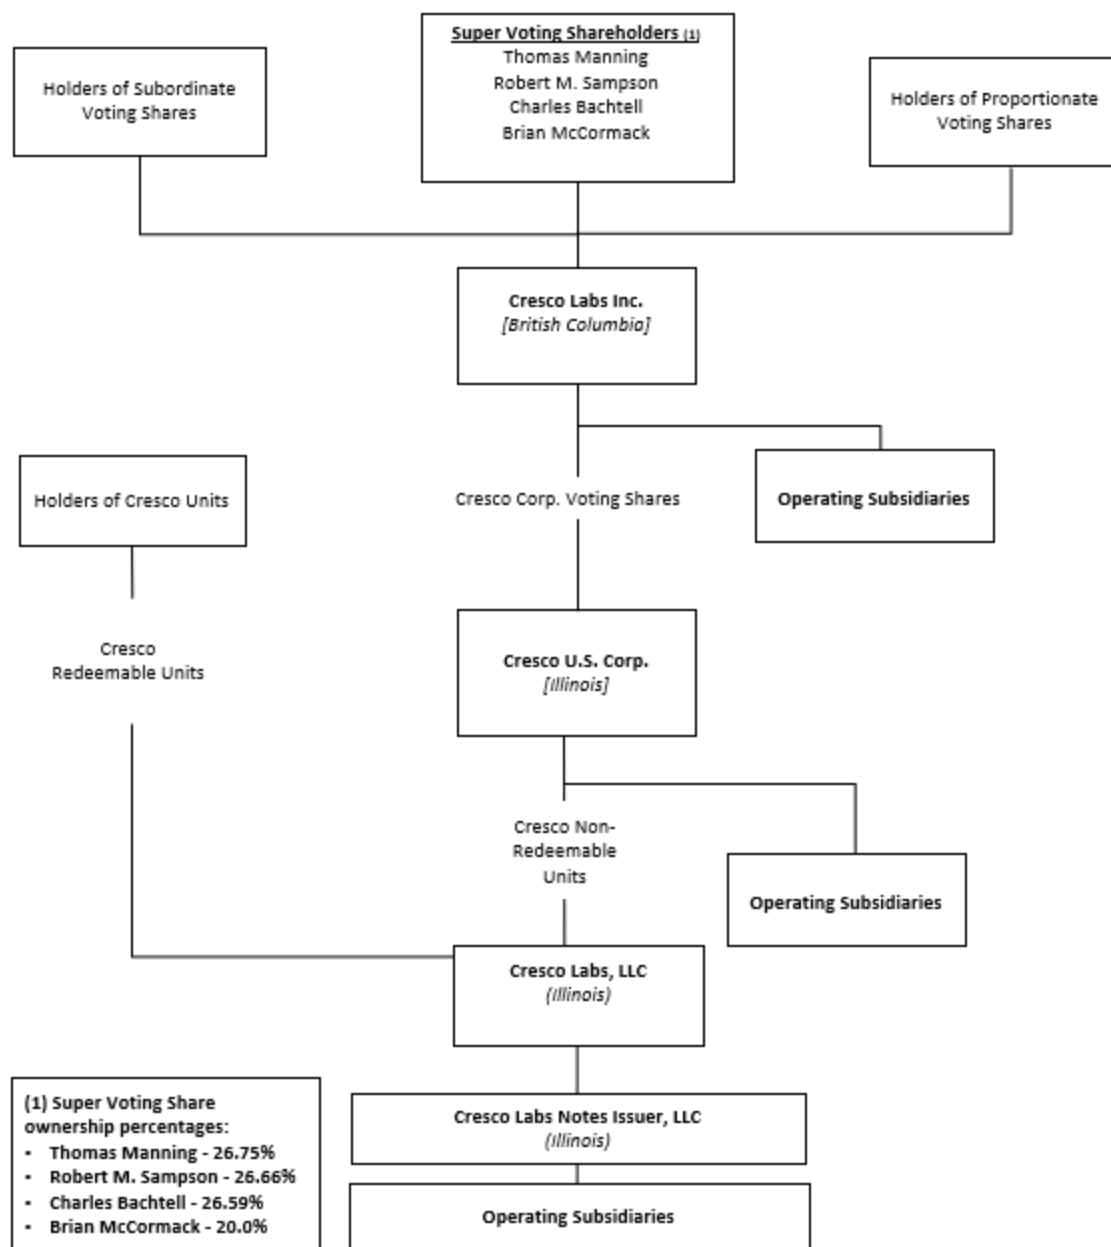 Super Voting Shareholders (1)
Thomas Manning
Robert M. Sampson
Charles Bachtell
Brian McCormack
Holders of Subordinate
Voting Shares
Holders of Proportionate
Voting Shares
Cresco Labs Inc.
[British Columbia]
Holders of Cresco Units
Cresco Corp. Voting Shares
Operating Subsidiaries
Cresco
Redeemable Units
Cresco U.S. Corp.
[Illinois]
Cresco Non-
Redeemable
Units
Operating Subsidiaries
Cresco Labs, LLC
(Illinois)
(1) Super Voting Share
ownership percentages:
- Thomas Manning - 26.75%
- Robert M. Sampson - 26.66%
- Charles Bachtell - 26.59%
- Brian McCormack - 20.0%
Cresco Labs Notes Issuer, LLC
(Illinois)
Operating Subsidiaries